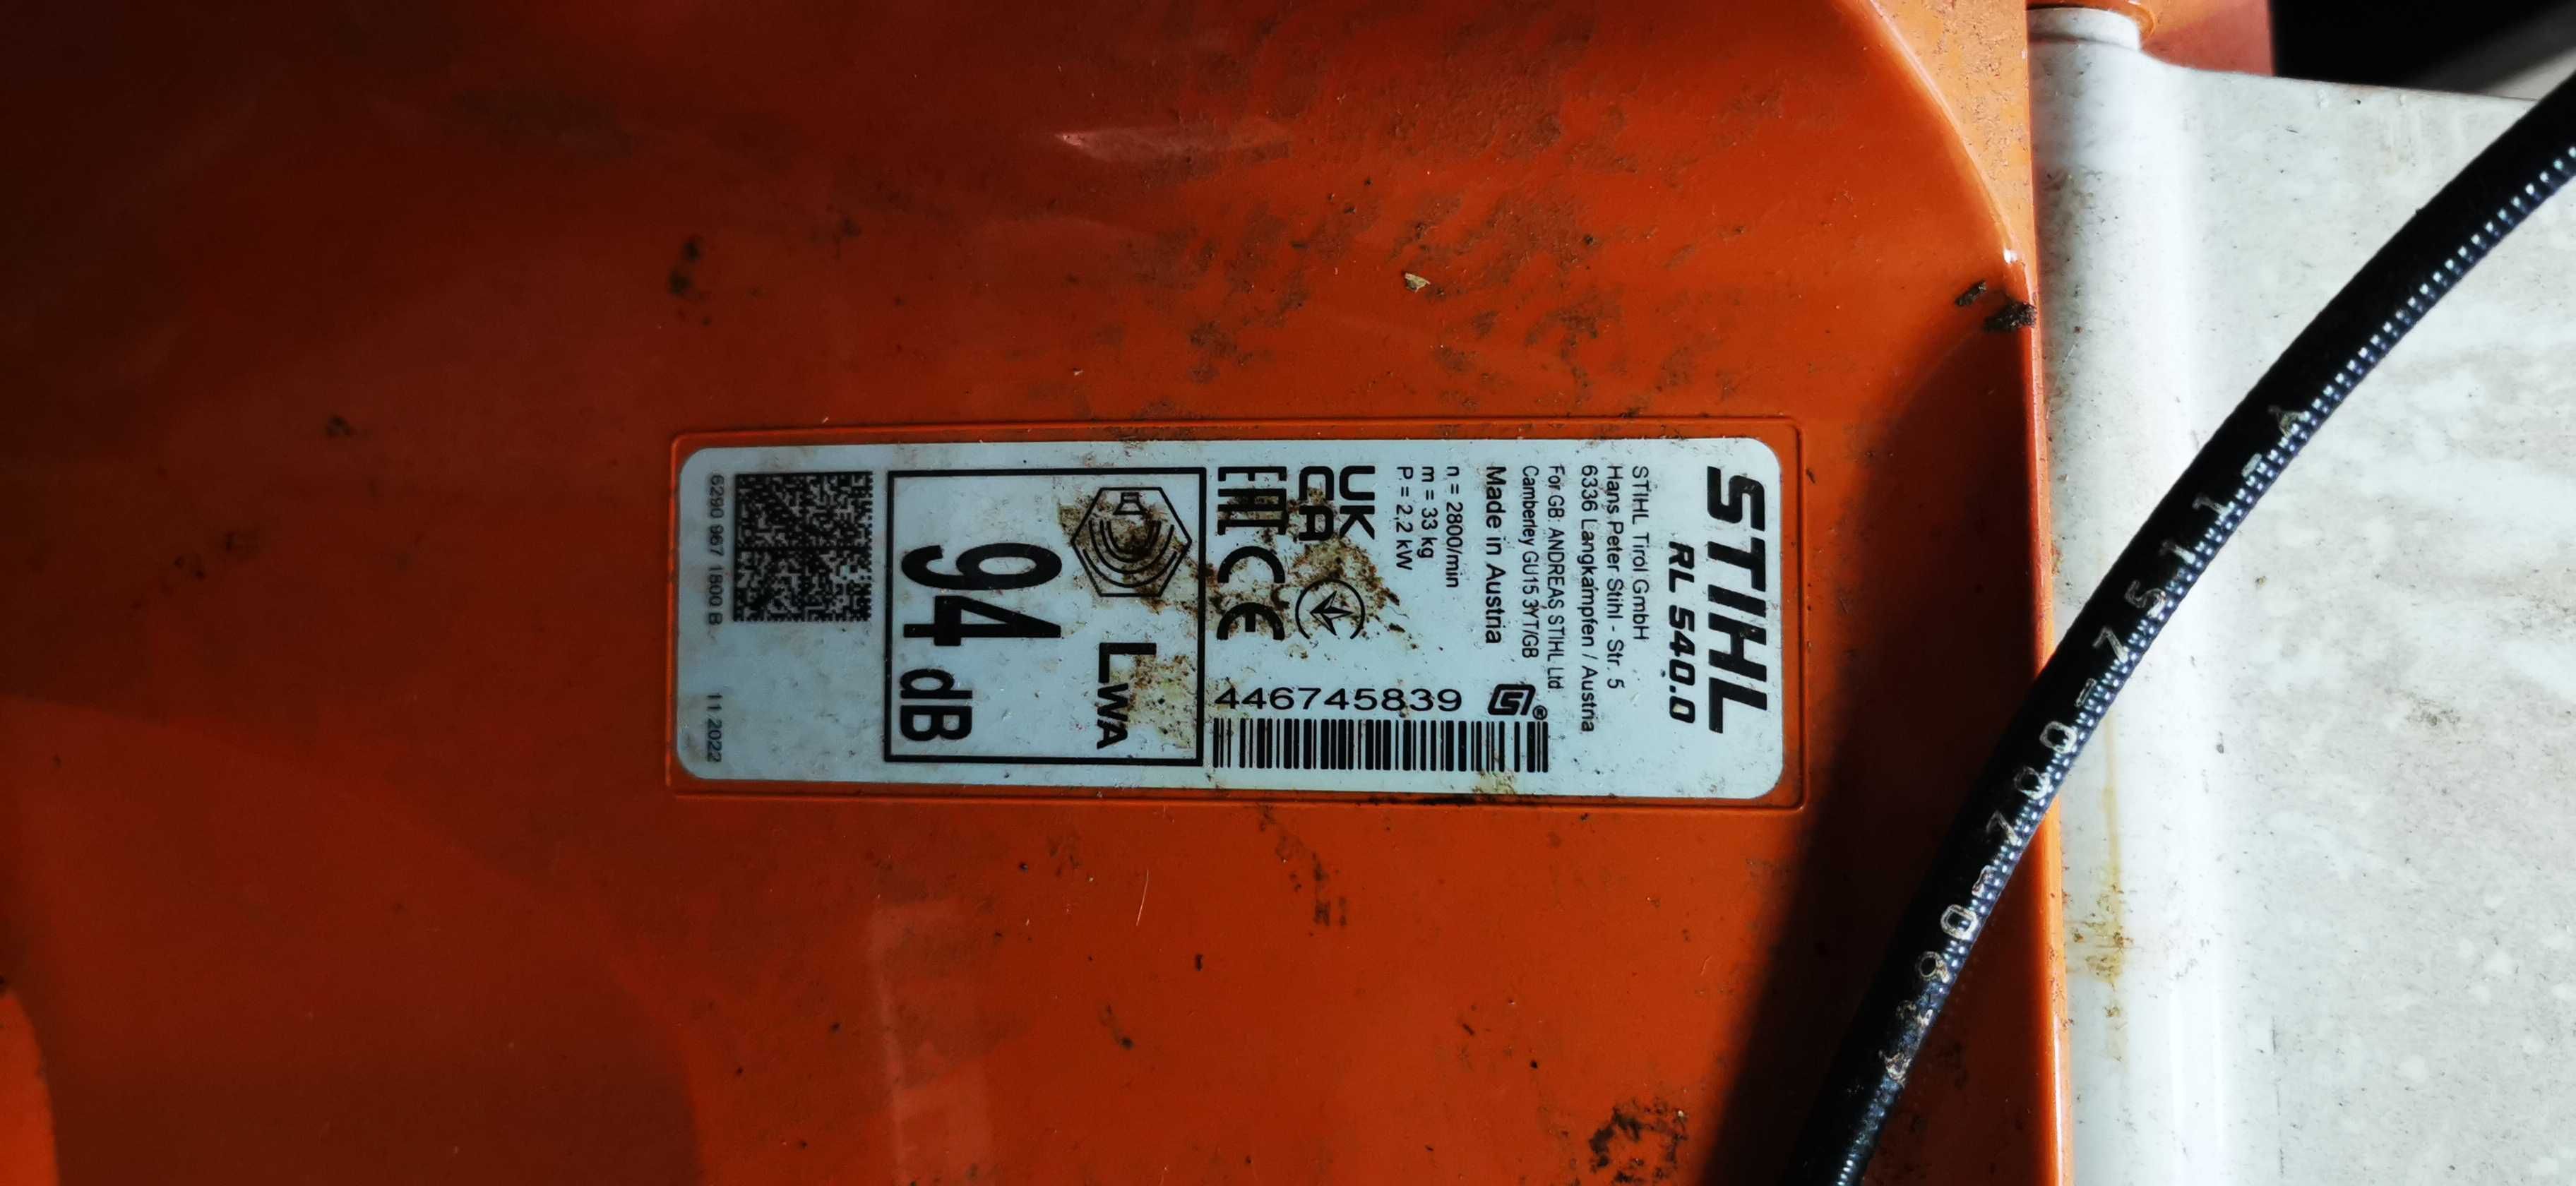 STIHL
RL 540.0
STIHL Tirol GmbH
Hans Peter Stihl - Str. 5
6336 Langkampfen / Austria
For GB: ANDREAS STIHL Ltd.
Camberley GU15 3YT/GB
Made in Austria
n = 2800/min
m = 33 kg
P = 2,2 kW
446745839
UK
CA
EAC CE
LWA
94 dB
6290 967 1800 B 11 2022